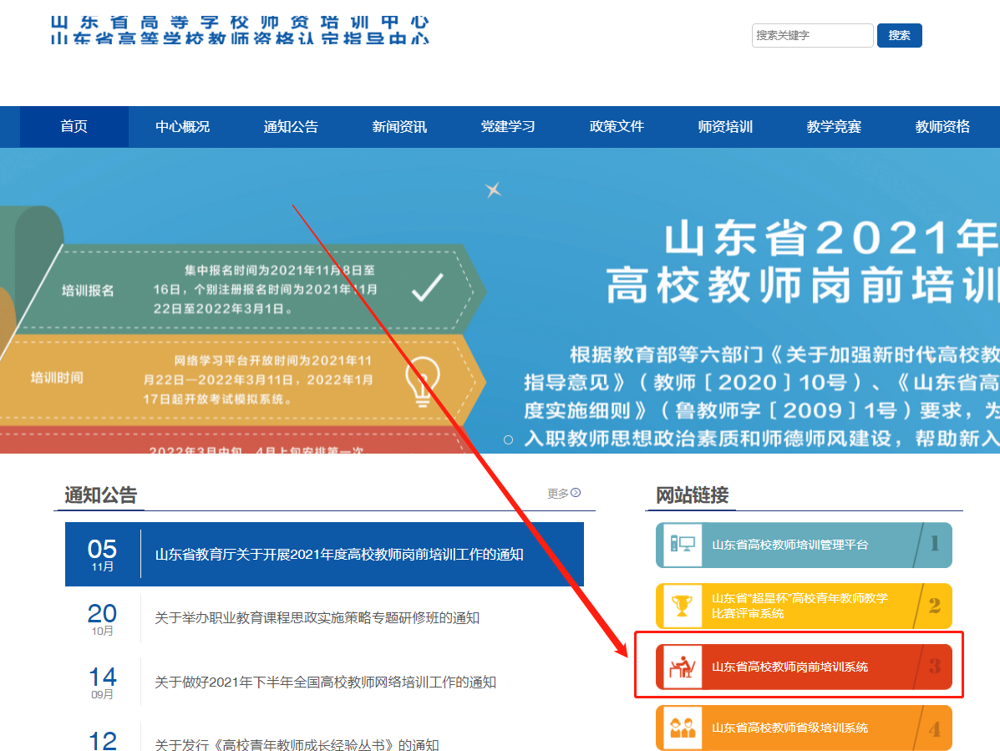 山东省高等学校师资培训中心
山东省高等学校教师资格认定指导中心
搜索关键字
搜索
首页
中心概况
通知公告
新闻资讯
党建学习
政策文件
师资培训
教学竞赛
教师资格
培训报名
集中报名时间为2021年11月8日至
16日，个别注册报名时间为2021年11月
22日至2022年3月1日。
培训时间
网络学习平台开放时间为2021年11
月22日—2022年3月11日，2022年1月
17日起开放考试模拟系统。
2022年3月中旬、4月上旬安排第一次
山东省2021年
高校教师岗前培训
根据教育部等六部门《关于加强新时代高校教
指导意见》（教师［2020］10号）、《山东省高
度实施细则》（鲁教师字［2009］1号）要求，为
入职教师思想政治素质和师德师风建设，帮助新入
通知公告
更多
05
11月
山东省教育厅关于开展2021年度高校教师岗前培训工作的通知
20
10月
关于举办职业教育课程思政实施策略专题研修班的通知
14
09月
关于做好2021年下半年全国高校教师网络培训工作的通知
12
关于发行《高校青年教师成长经验丛书》的通知
网站链接
山东省高校教师培训管理平台
1
山东省“超星杯”高校青年教师教学
比赛评审系统
2
山东省高校教师岗前培训系统
3
山东省高校教师省级培训系统
4